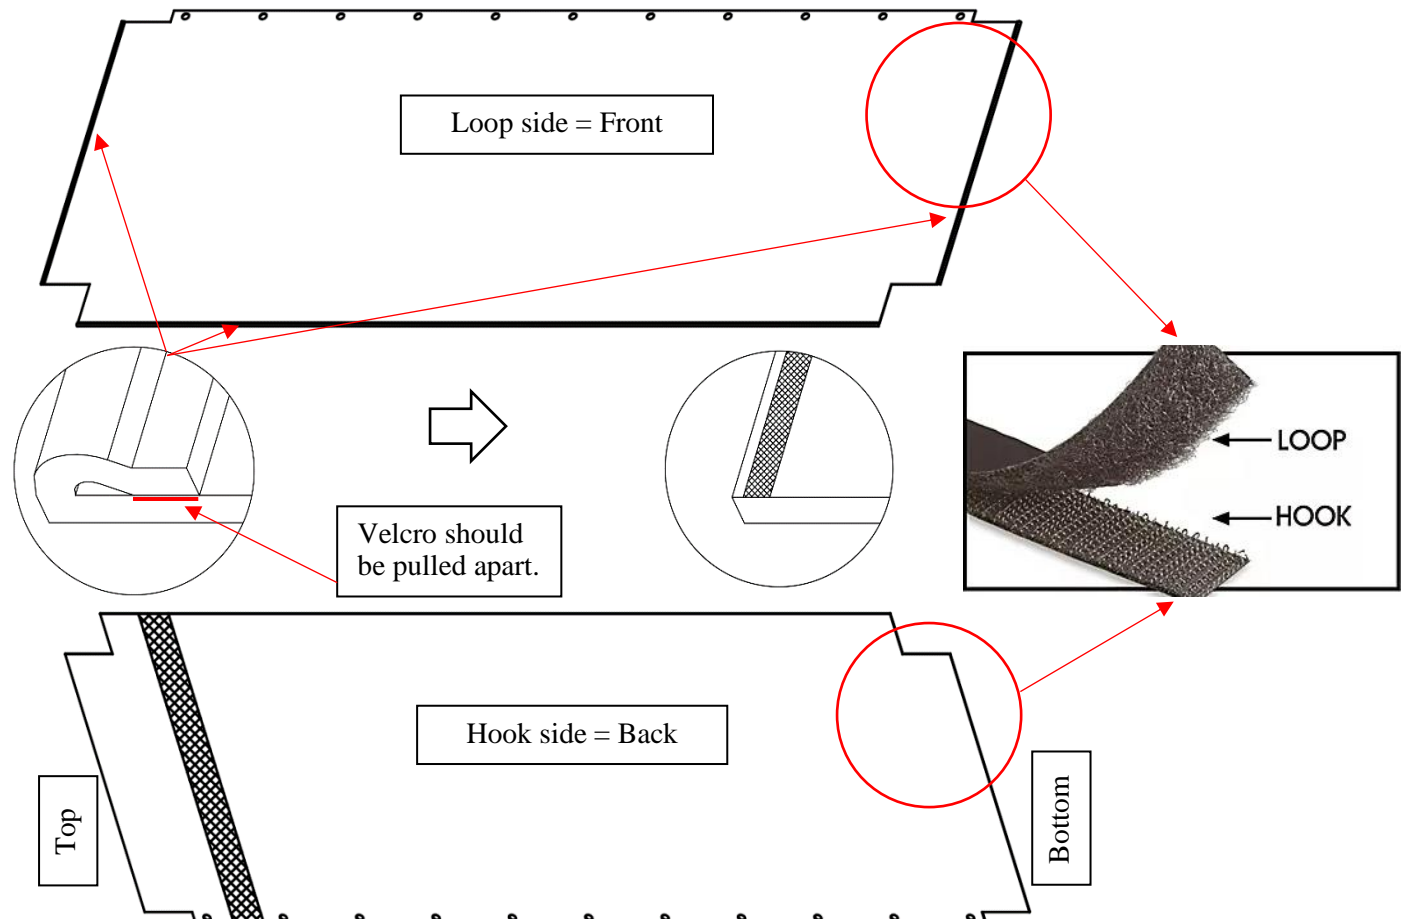 Loop side = Front
LOOP
HOOK
Velcro should
be pulled apart.
Hook side = Back
Top
Bottom